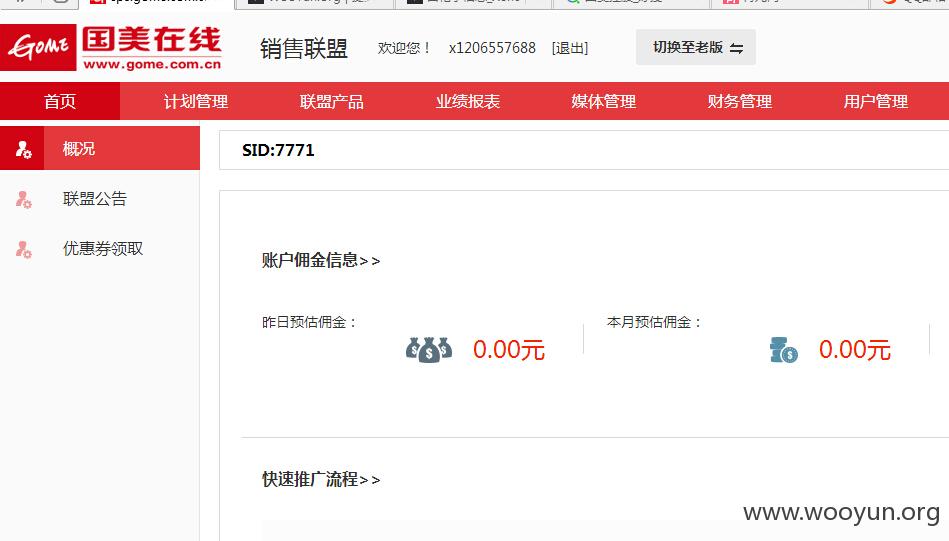 GOME 国美在线
www.gome.com.cn
销售联盟 欢迎您！ x1206557688 [退出] 切换至老版
首页 计划管理 联盟产品 业绩报表 媒体管理 财务管理 用户管理
概况
联盟公告
优惠券领取
SID:7771
账户佣金信息>>
昨日预估佣金： 0.00元
本月预估佣金： 0.00元
快速推广流程>>
www.wooyun.org